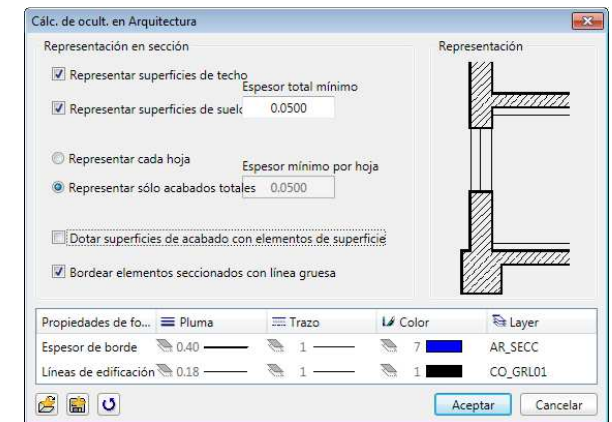 Cálc. de ocult. en Arquitectura
Representación en sección
Representación
Representar superficies de techo
Espesor total mínimo
Representar superficies de suelo
0.0500
Representar cada hoja
Espesor mínimo por hoja
Representar sólo acabados totales
0.0500
Dotar superficies de acabado con elementos de superficie
Bordear elementos seccionados con línea gruesa
Propiedades de fo... Pluma Trazo Color Layer
Espesor de borde 0.40 1 7 AR_SECC
Líneas de edificación 0.18 1 1 CO_GRL01
Aceptar Cancelar